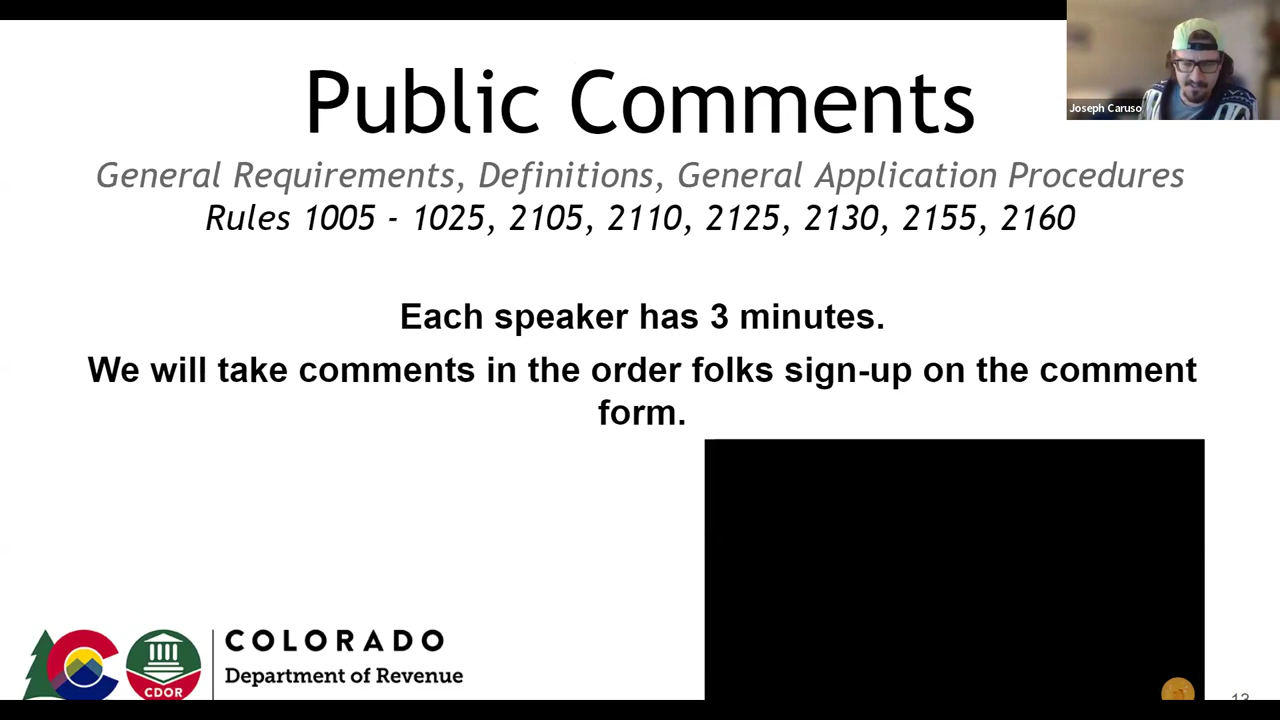 Public Comments
Joseph Caruso
General Requirements, Definitions, General Application Procedures
Rules 1005 - 1025, 2105, 2110, 2125, 2130, 2155, 2160
Each speaker has 3 minutes.
We will take comments in the order folks sign-up on the comment
form.
COLORADO
Department of Revenue
CDOR